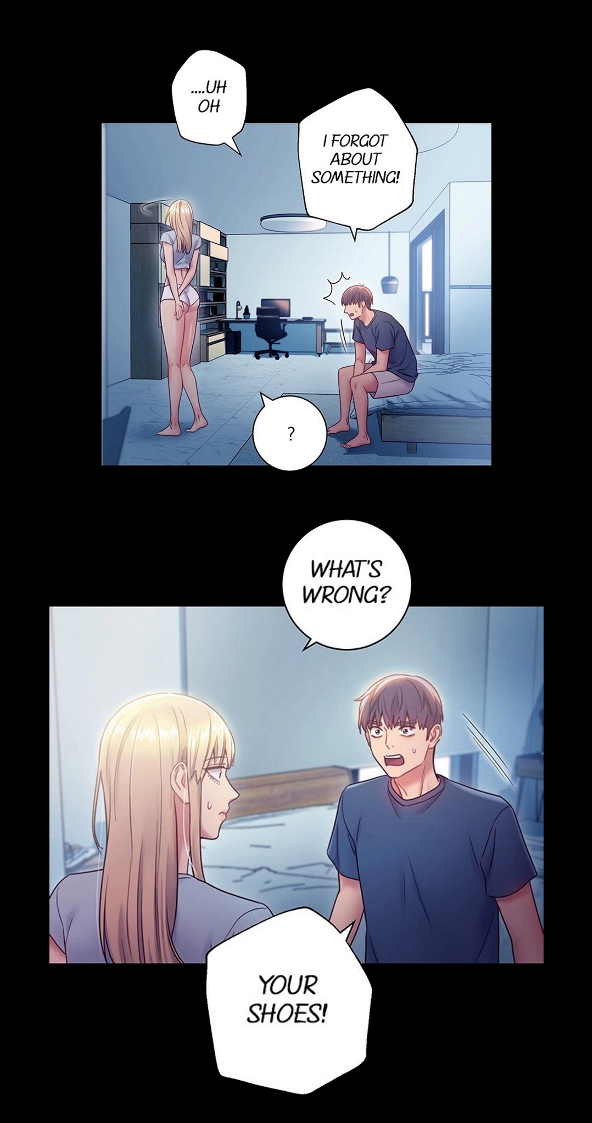 ....UH
OH
I FORGOT
ABOUT
SOMETHING!
?
WHAT'S
WRONG?
YOUR
SHOES!